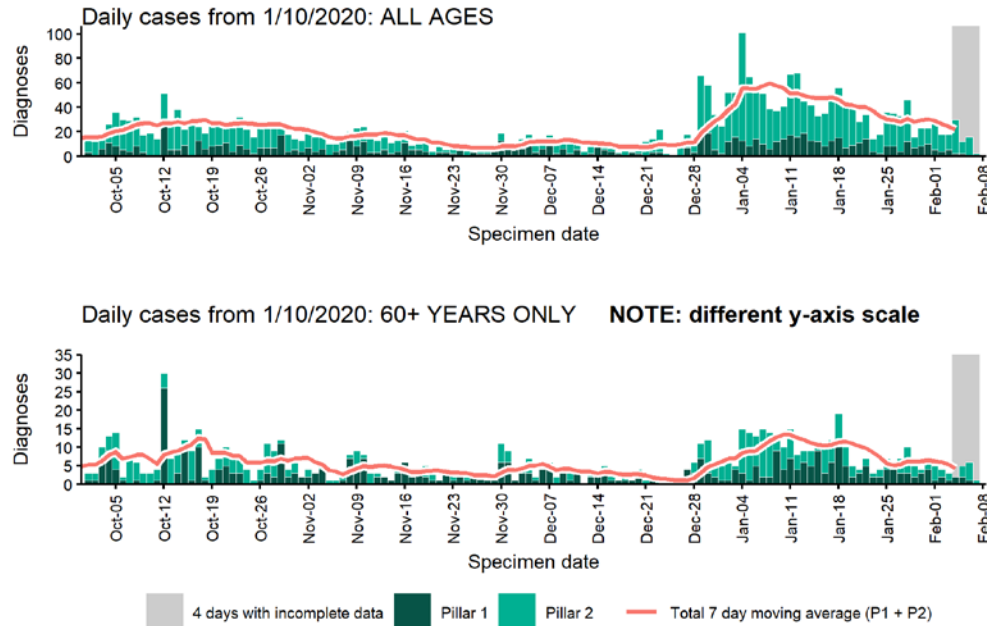 Daily cases from 1/10/2020: ALL AGES
100
80
60
40
20
0
Diagnoses
Oct-05
Oct-12
Oct-19
Oct-26
Nov-02
Nov-09
Nov-16
Nov-23
Nov-30
Dec-07
Dec-14
Dec-21
Dec-28
Jan-04
Jan-11
Jan-18
Jan-25
Feb-01
Feb-08
Specimen date
Daily cases from 1/10/2020: 60+ YEARS ONLY NOTE: different y-axis scale
35
30
25
20
15
10
5
0
Diagnoses
Oct-05
Oct-12
Oct-19
Oct-26
Nov-02
Nov-09
Nov-16
Nov-23
Nov-30
Dec-07
Dec-14
Dec-21
Dec-28
Jan-04
Jan-11
Jan-18
Jan-25
Feb-01
Feb-08
Specimen date
4 days with incomplete data Pillar 1 Pillar 2 Total 7 day moving average (P1 + P2)